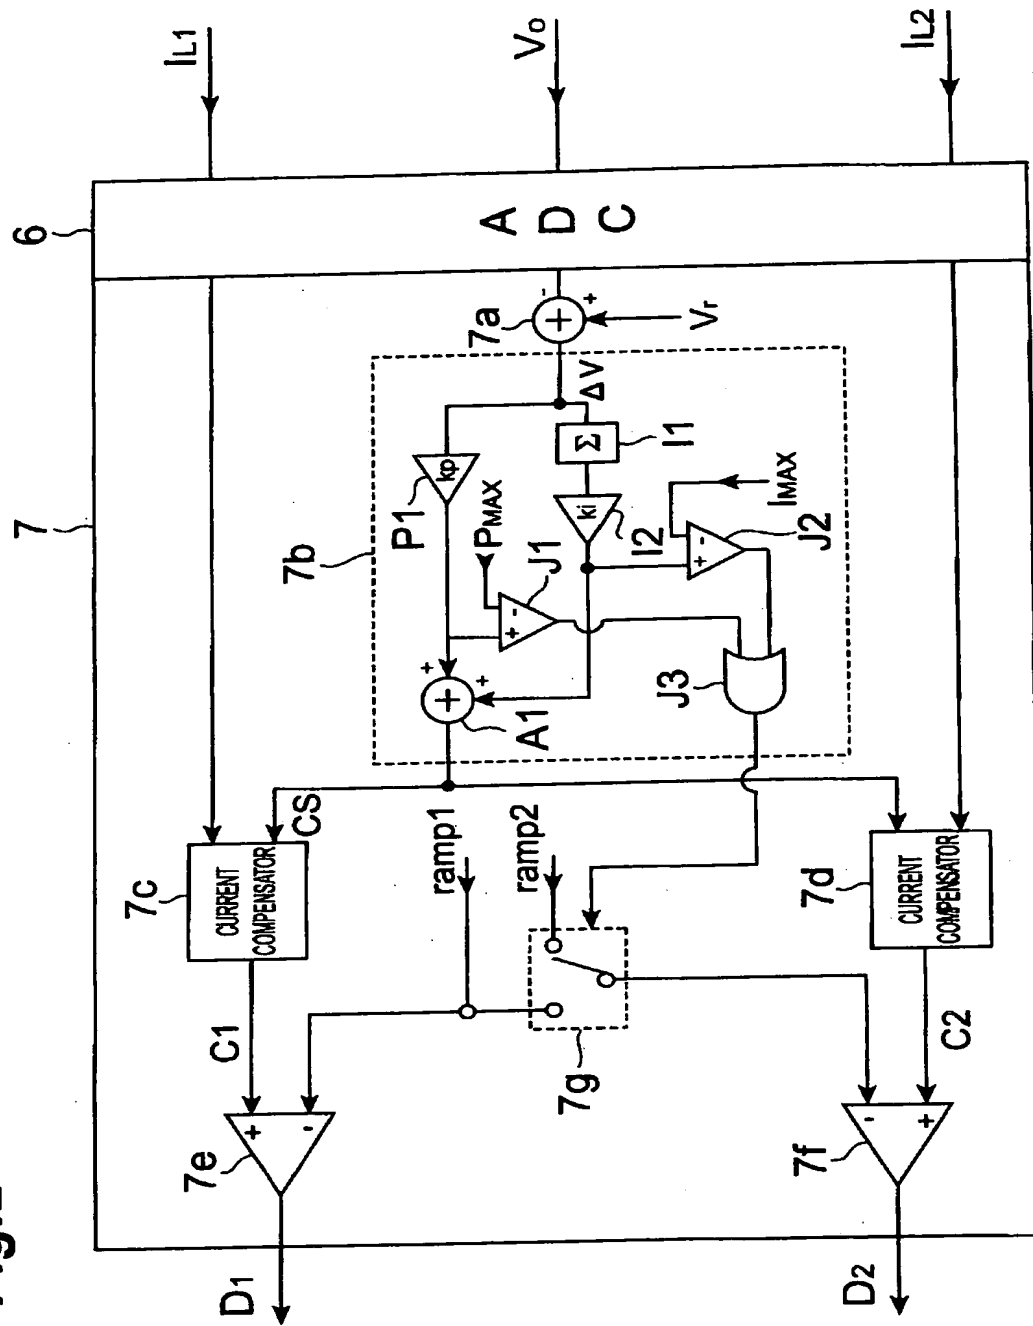 7
6
IL1
Vo
IL2
A D C
7a
-
+
Vr
ΔV
7b
P1
kp
PMAX
J1
+
-
Σ
I1
ki
I2
IMAX
J2
+
-
J3
A1
+
+
+
+
CS
ramp1
ramp2
7c
CURRENT
COMPENSATOR
7d
CURRENT
COMPENSATOR
C1
C2
7g
7e
+
-
7f
-
+
D1
D2